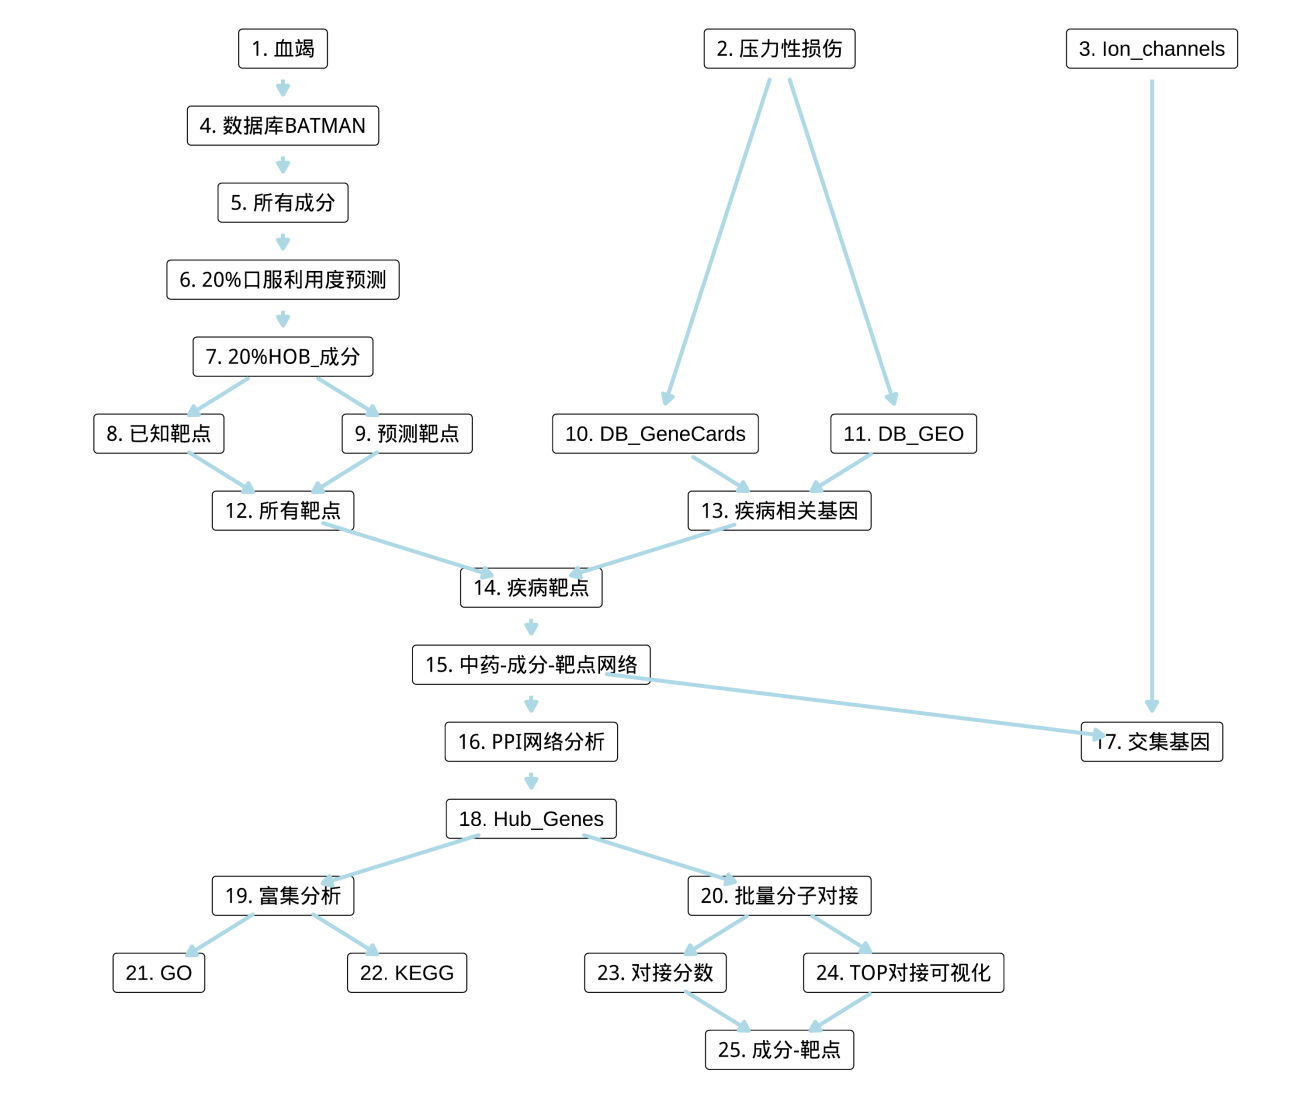 1. 血竭
2. 压力性损伤
3. Ion_channels
4. 数据库BATMAN
5. 所有成分
6. 20%口服利用度预测
7. 20%HOB_成分
8. 已知靶点
9. 预测靶点
10. DB_GeneCards
11. DB_GEO
12. 所有靶点
13. 疾病相关基因
14. 疾病靶点
15. 中药-成分-靶点网络
16. PPI网络分析
17. 交集基因
18. Hub_Genes
19. 富集分析
20. 批量分子对接
21. GO
22. KEGG
23. 对接分数
24. TOP对接可视化
25. 成分-靶点